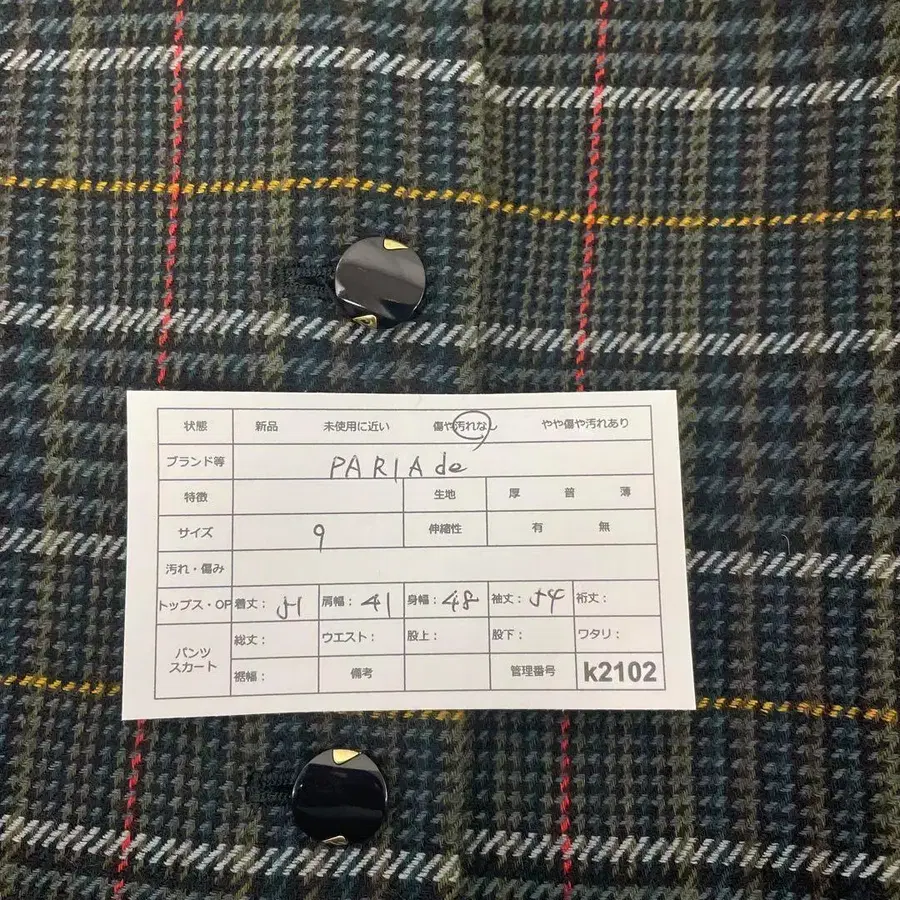 状態 新品 未使用に近い 傷や汚れなし やや傷や汚れあり
ブランド等 PARIAde
特徴 生地 厚 普 薄
サイズ 9 伸縮性 有 無
汚れ・傷み
トップス・OP 着丈: 51 肩幅: 41 身幅: 48 袖丈: 54 裄丈:
パンツ スカート 総丈: ウエスト: 股上: 股下: ワタリ:
裾幅: 備考 管理番号 k2102